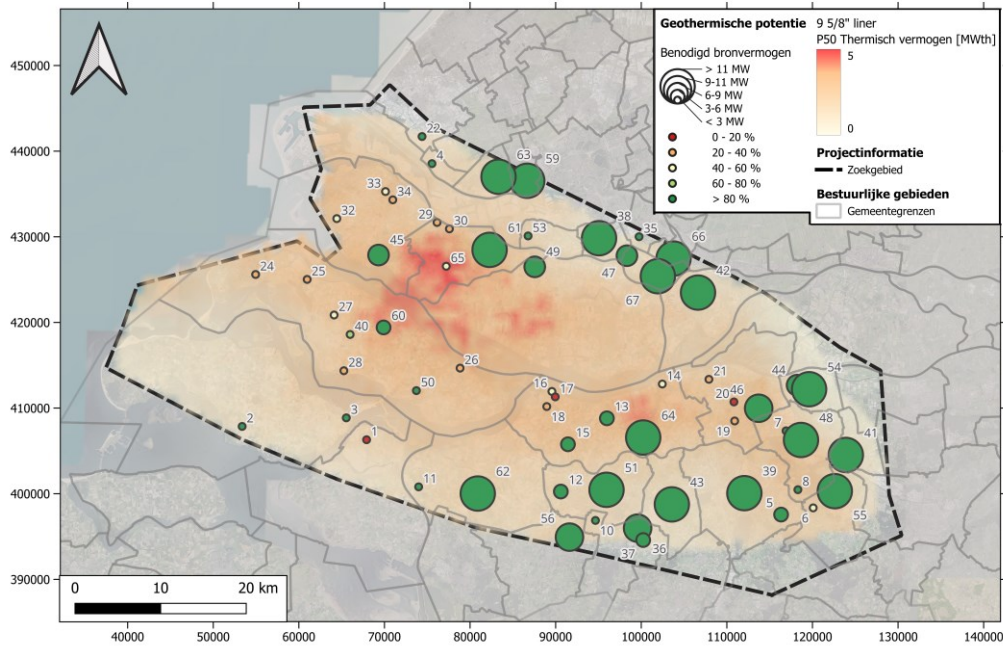 40000 60000 80000 100000 120000 140000
Geothermische potentie
Benodigd bronvermogen
> 11 MW
9-11 MW
6-9 MW
3-6 MW
< 3 MW
0 - 20 %
20 - 40 %
40 - 60 %
60 - 80 %
> 80 %
9 5/8" liner
P50 Thermisch vermogen [MWth]
5
0
Projectinformatie
Zoekgebied
Bestuurlijke gebieden
Gemeentegrenzen
450000
440000
430000
420000
410000
400000
390000
22
4
63 59
33 34
32
29 30
38
35
61 53
66
45
65
49
47
24
25
67
42
27
40 60
28
26
50
16 17
14
21
44 54
18
20 46
3
2
1
13
64
19
7
48
15
41
11
62
12
51
43
39
8
5
6
55
56
10
37 36
0 10 20 km
40000 50000 60000 70000 80000 90000 100000 110000 120000 130000 140000